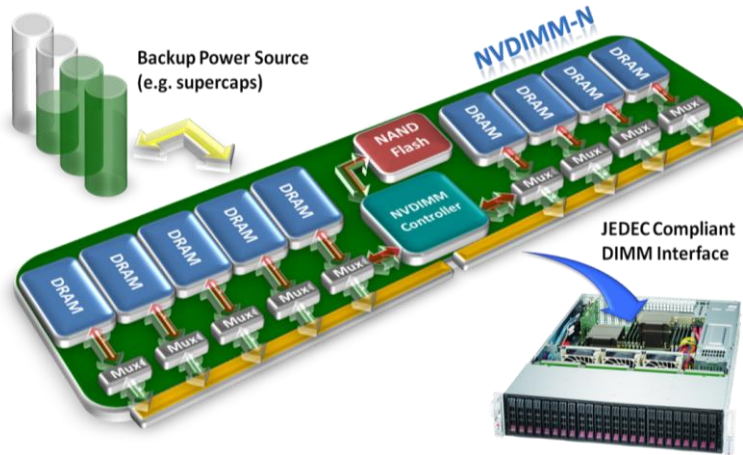 Backup Power Source
(e.g. supercaps)
NVDIMM-N
DRAM
DRAM
DRAM
DRAM
NAND
Flash
NVDIMM
Controller
DRAM
DRAM
DRAM
DRAM
DRAM
Mux
Mux
Mux
Mux
Mux
Mux
Mux
Mux
Mux
JEDEC Compliant
DIMM Interface